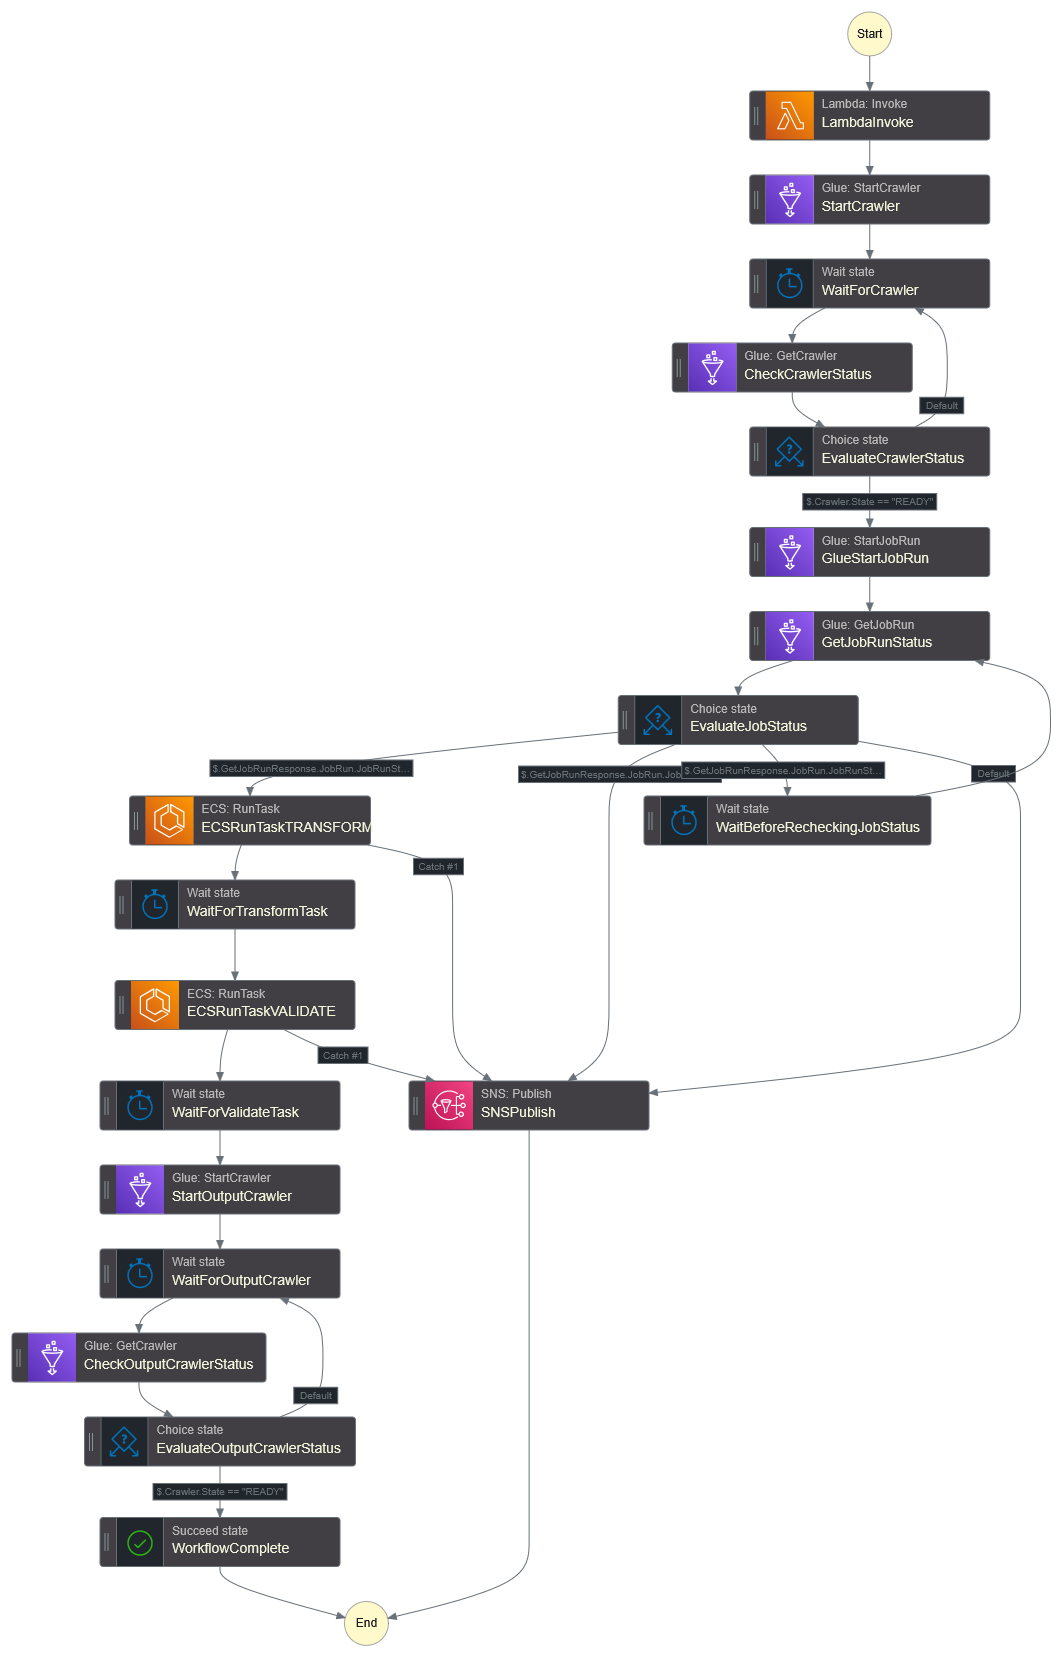 Start
Lambda: Invoke
LambdaInvoke
Glue: StartCrawler
StartCrawler
Wait state
WaitForCrawler
Glue: GetCrawler
CheckCrawlerStatus
Default
Choice state
EvaluateCrawlerStatus
$.Crawler.State == "READY"
Glue: StartJobRun
GlueStartJobRun
Glue: GetJobRun
GetJobRunStatus
Choice state
EvaluateJobStatus
$.GetJobRunResponse.JobRun.JobRunSt...
$.GetJobRunResponse.JobRun.Job
$.GetJobRunResponse.JobRun.JobRunSt...
Default
ECS: RunTask
ECSRunTaskTRANSFORM
Wait state
WaitBeforeRecheckingJobStatus
Catch #1
Wait state
WaitForTransformTask
ECS: RunTask
ECSRunTaskVALIDATE
Catch #1
Wait state
WaitForValidateTask
SNS: Publish
SNSPublish
Glue: StartCrawler
StartOutputCrawler
Wait state
WaitForOutputCrawler
Glue: GetCrawler
CheckOutputCrawlerStatus
Default
Choice state
EvaluateOutputCrawlerStatus
$.Crawler.State == "READY"
Succeed state
WorkflowComplete
End